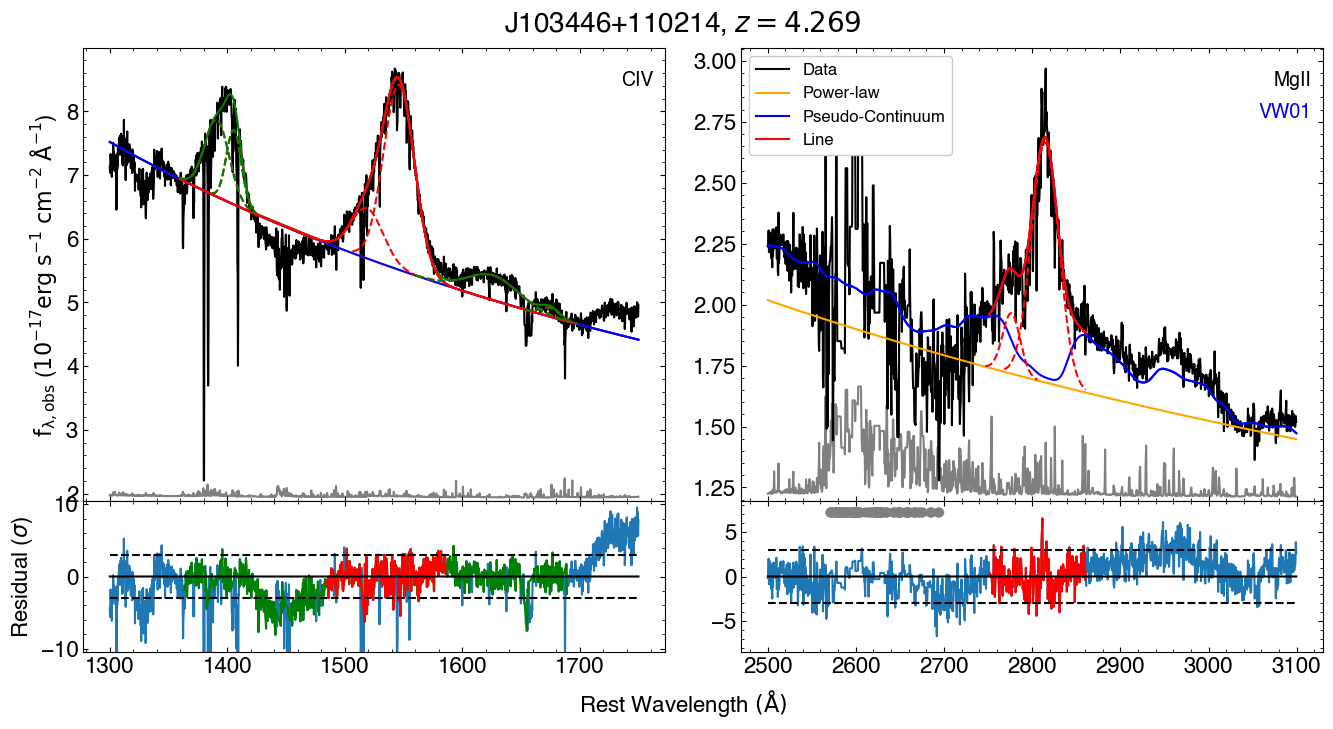 J103446+110214, z = 4.269
CIV
MgII
VW01
Data
Power-law
Pseudo-Continuum
Line
f_λ, obs (10^−17 erg s^−1 cm^−2 Å^−1)
8
7
6
5
4
3
2
3.00
2.75
2.50
2.25
2.00
1.75
1.50
1.25
Residual (σ)
10
0
−10
5
0
−5
1300 1400 1500 1600 1700
2500 2600 2700 2800 2900 3000 3100
Rest Wavelength (Å)